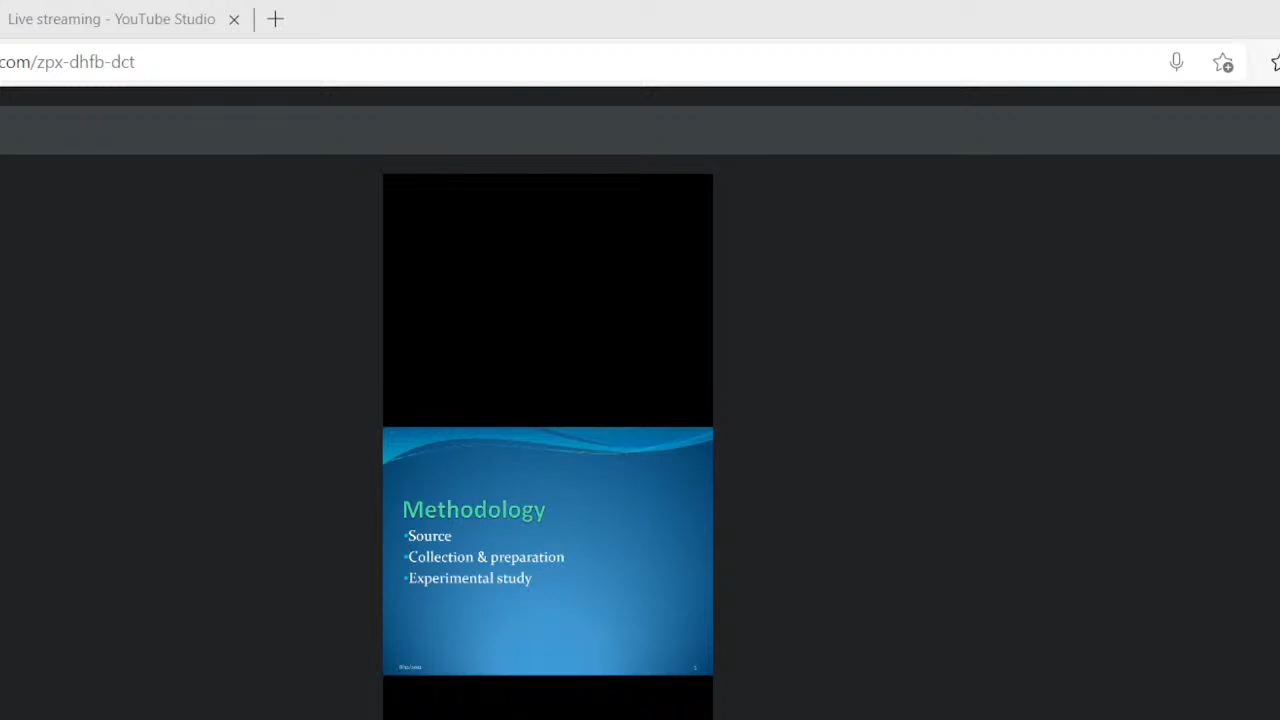 Live streaming - YouTube Studio
com/zpx-dhfb-dct
Methodology
•Source
•Collection & preparation
•Experimental study